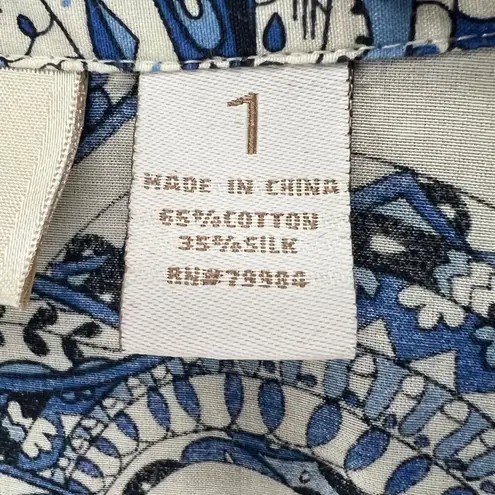 1
MADE IN CHINA
65%COTTON
35%SILK
RN#79984